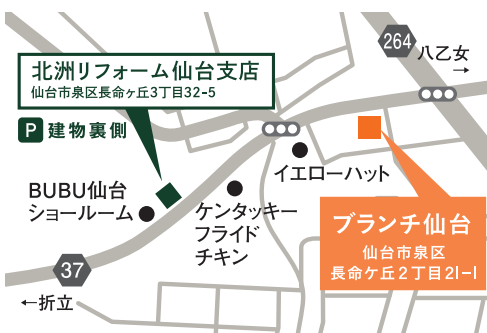 264
八乙女
→
北洲リフォーム仙台支店
仙台市泉区長命ヶ丘3丁目32-5
P 建物裏側
イエローハット
BUBU仙台
ショールーム
ケンタッキー
フライド
チキン
ブランチ仙台
仙台市泉区
長命ケ丘2丁目21-1
37
←折立